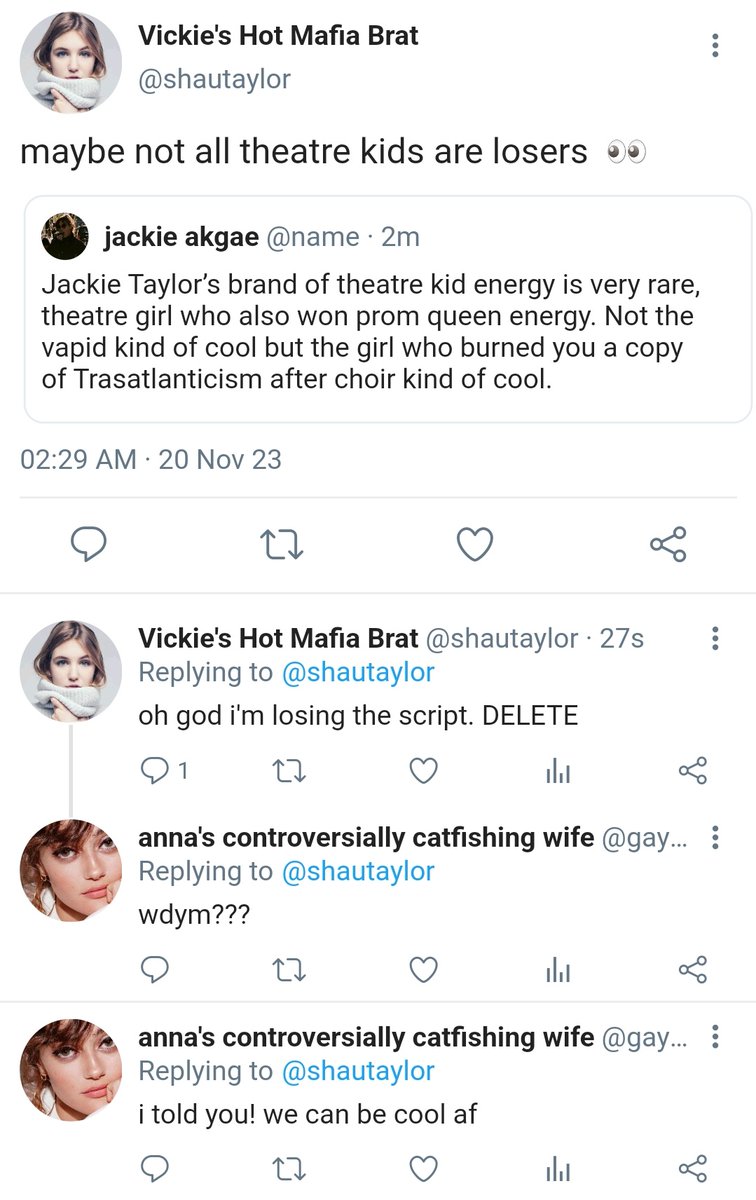 Vickie's Hot Mafia Brat
@shautaylor
maybe not all theatre kids are losers 👀
jackie akgae @name · 2m
Jackie Taylor’s brand of theatre kid energy is very rare,
theatre girl who also won prom queen energy. Not the
vapid kind of cool but the girl who burned you a copy
of Trasatlanticism after choir kind of cool.
02:29 AM · 20 Nov 23
Vickie's Hot Mafia Brat @shautaylor · 27s
Replying to @shautaylor
oh god i'm losing the script. DELETE
1
anna's controversially catfishing wife @gay...
Replying to @shautaylor
wdym???
anna's controversially catfishing wife @gay...
Replying to @shautaylor
i told you! we can be cool af